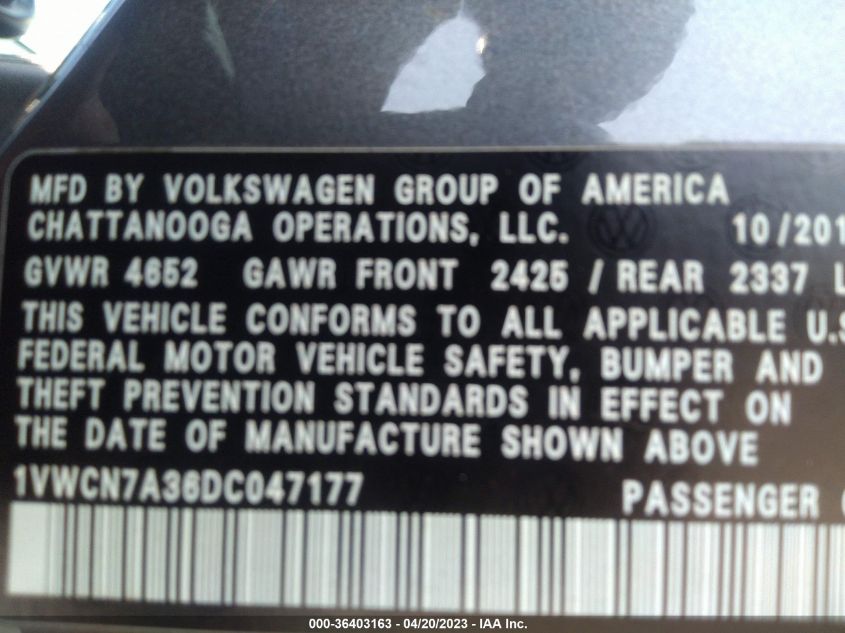 MFD BY VOLKSWAGEN GROUP OF AMERICA
CHATTANOOGA OPERATIONS, LLC. 10/201
GVWR 4652 GAWR FRONT 2425 / REAR 2337 L
THIS VEHICLE CONFORMS TO ALL APPLICABLE U.S
FEDERAL MOTOR VEHICLE SAFETY, BUMPER AND
THEFT PREVENTION STANDARDS IN EFFECT ON
THE DATE OF MANUFACTURE SHOWN ABOVE
1VWCN7A36DC047177 PASSENGER
000-36403163 - 04/20/2023 - IAA Inc.